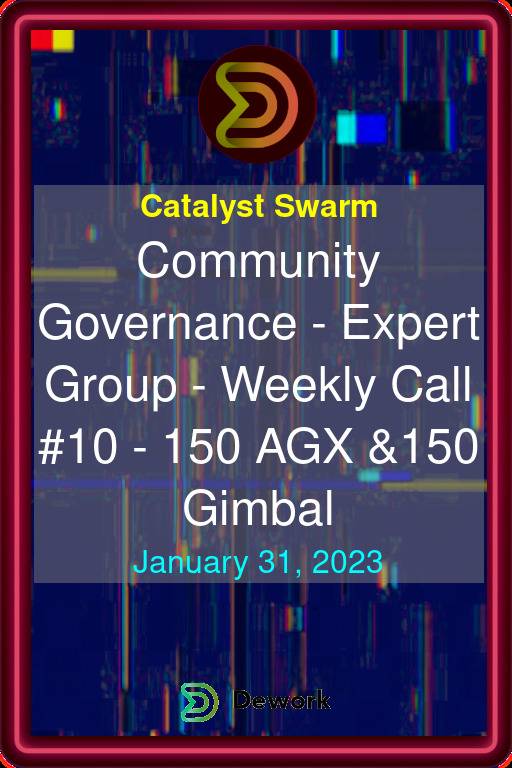 Catalyst Swarm
Community
Governance - Expert
Group - Weekly Call
#10 - 150 AGX &150
Gimbal
January 31, 2023
Dework